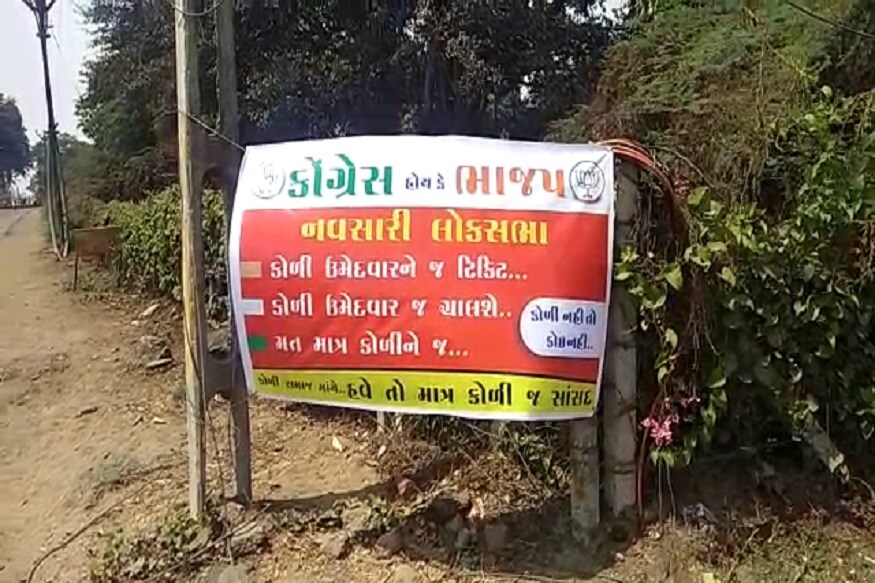 કોંગ્રેસ હોય કે ભાજપ
નવસારી લોકસભા
કોળી ઉમેદવારને જ ટિકિટ...
કોળી ઉમેદવાર જ ચાલશે..
મત માત્ર કોળીને જ...
કોળી નહી તો
કોઇ નહી..
કોળી સમાજ માંગે..હવે તો માત્ર કોળી જ સાંસદ